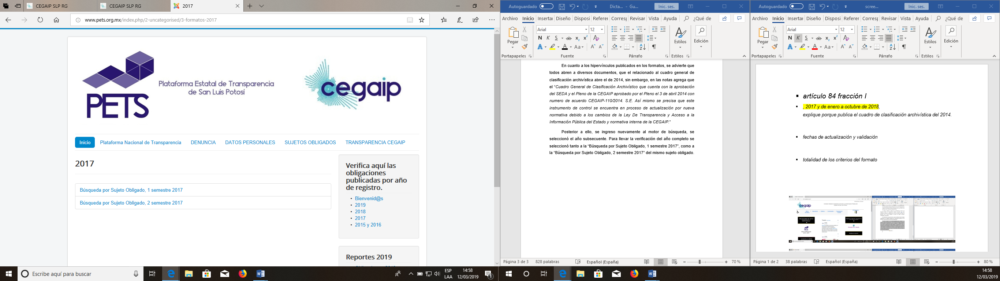 CEGAIP SLP RG
CEGAIP SLP RG
2017
www.pets.org.mx/index.php/2-uncategorised/3-formatos-2017
PETS
Plataforma Estatal de Transparencia
de San Luis Potosí
cegaip
Inicio Plataforma Nacional de Transparencia DENUNCIA DATOS PERSONALES SUJETOS OBLIGADOS TRANSPARENCIA CEGAIP
2017
Búsqueda por Sujeto Obligado, 1 semestre 2017
Búsqueda por Sujeto Obligado, 2 semestre 2017
Verifica aquí las
obligaciones
publicadas por año
de registro.
• Bienvenid@s
• 2019
• 2018
• 2017
• 2015 y 2016
Reportes 2019
Escribe aquí para buscar
ESP
LAA
14:58
12/03/2019
1
Autoguardado Dicta... - Gu... Inic. ses.
Archivo Inicio Insertar Diseño Disposi Referer Corresp Revisar Vista Ayuda ¿Qué de
Pegar
Arial 12
N K S ab x₂ x²
A A Aa A A
Estilos
Edición
Portapapeles Fuente Párrafo Estilos
En cuanto a los hipervínculos publicados en los formatos, se advierte que
todos abren a diversos documentos, que el relacionado al cuadro general de
clasificación archivística abre el de 2014, sin embargo, en las notas agrega que
el “Cuadro General de Clasificación Archivístico que cuenta con la aprobación
del SEDA y el Pleno de la CEGAIP aprobado por el Pleno el 3 de abril 2014 con
numero de acuerdo CEGAIP-110/2014. S.E. Así mismo se precisa que este
instrumento de control se encuentra en proceso de actualización por nueva
normativa debido a los cambios de la Ley De Transparencia y Acceso a la
Información Pública del Estado y normativa interna de la CEGAIP.”
Posterior a ello, se ingreso nuevamente al motor de búsqueda, se
seleccionó el año subsecuente. Para llevar la verificación del año completo se
seleccionó tanto a la “Búsqueda por Sujeto Obligado, 1 semestre 2017”, como a
la “Búsqueda por Sujeto Obligado, 2 semestre 2017” del mismo sujeto obligado.
Página 3 de 3 828 palabras Español (España) 70 %
Autoguardado scree... Inic. ses.
Archivo Inicio Insertar Diseño Disposi Referer Corresp Revisar Vista Ayuda ¿Qué de
Pegar
Arial 12
N K S ab x₂ x²
A A Aa A A
Estilos
Edición
Portapapeles Fuente Párrafo Estilos
▪ artículo 84 fracción I
▪ , 2017 y de enero a octubre de 2018,
explique porque publica el cuadro de clasificación archivística del 2014.
▪ fechas de actualización y validación
▪ totalidad de los criterios del formato
cegaip
PETS
Página 1 de 2 38 palabras Español (España) 80 %
14:58
12/03/2019